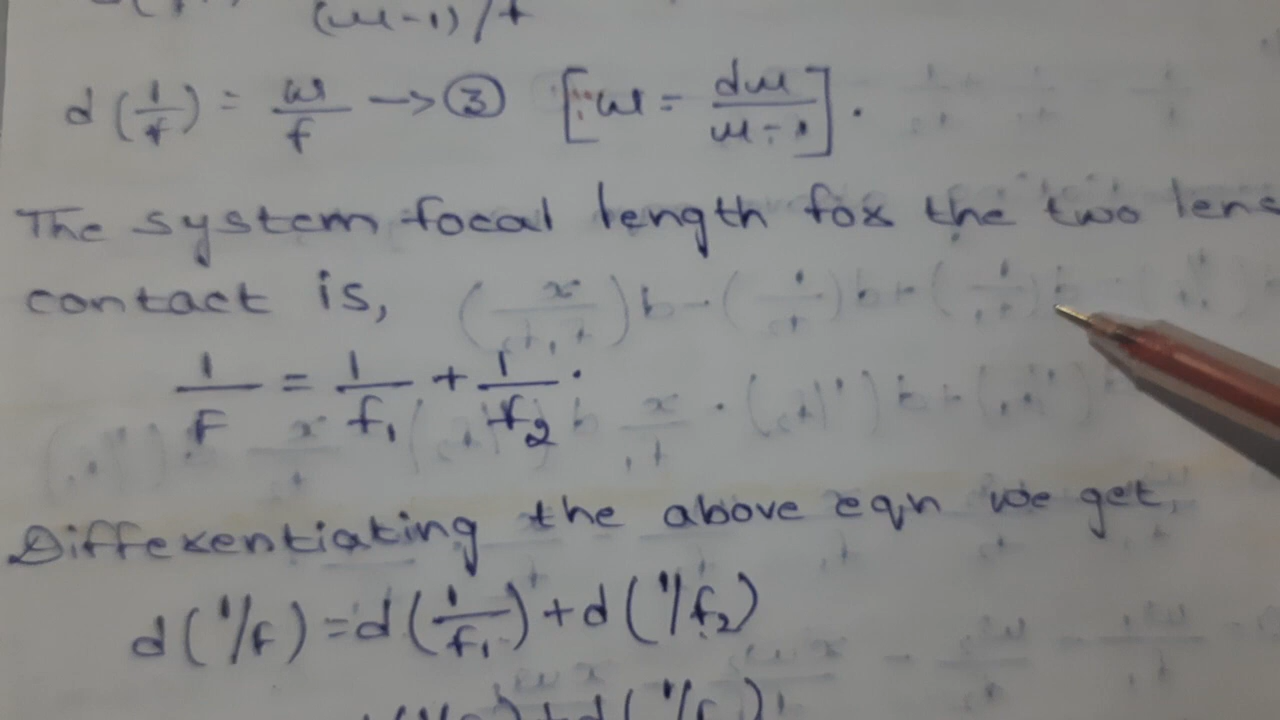 (μ-1)/f
d(1/f) = ω/f → ③ [∵ω = dμ/μ-1].
The system focal length for the two lens
contact is,
1/F = 1/f₁ + 1/f₂.
Differentiating the above eqn we get,
d(1/F) = d(1/f₁) + d(1/f₂)